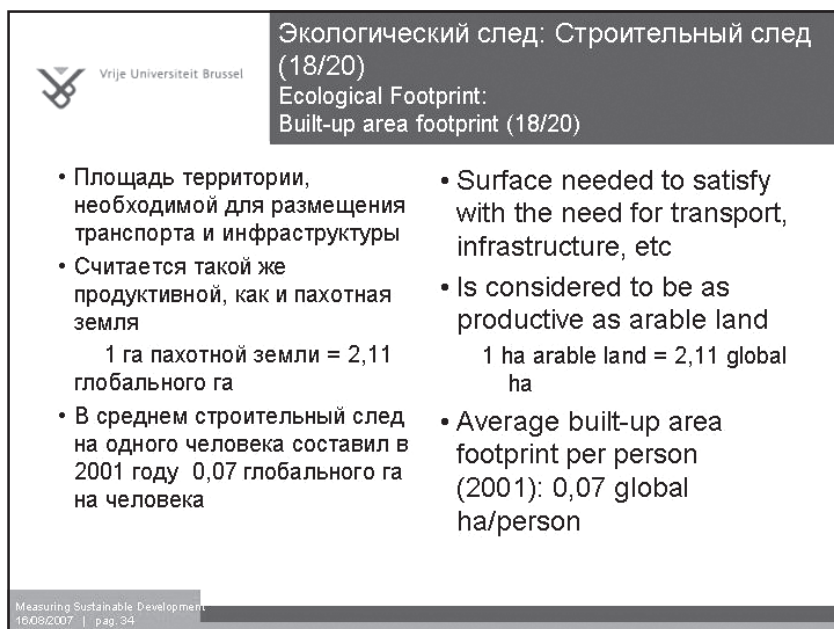 Vrije Universiteit Brussel
Экологический след: Строительный след
(18/20)
Ecological Footprint:
Built-up area footprint (18/20)
• Площадь территории,
необходимой для размещения
транспорта и инфраструктуры
• Считается такой же
продуктивной, как и пахотная
земля
1 га пахотной земли = 2,11
глобального га
• В среднем строительный след
на одного человека составил в
2001 году 0,07 глобального га
на человека
• Surface needed to satisfy
with the need for transport,
infrastructure, etc
• Is considered to be as
productive as arable land
1 ha arable land = 2,11 global
ha
• Average built-up area
footprint per person
(2001): 0,07 global
ha/person
Measuring Sustainable Development
16/08/2007 | pag. 34